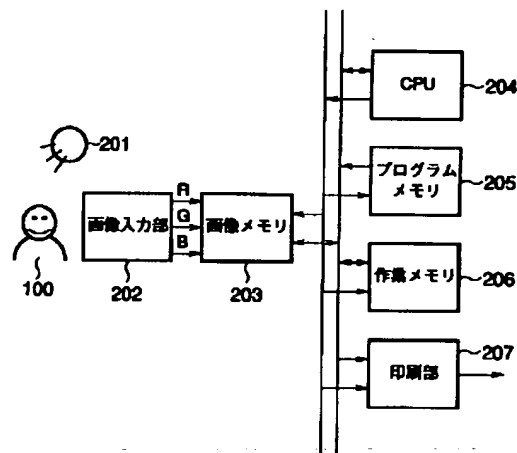 CPU
204
201
プログラム
メモリ
205
R
G
B
画像入力部
画像メモリ
100
202
203
作業メモリ
206
207
印刷部